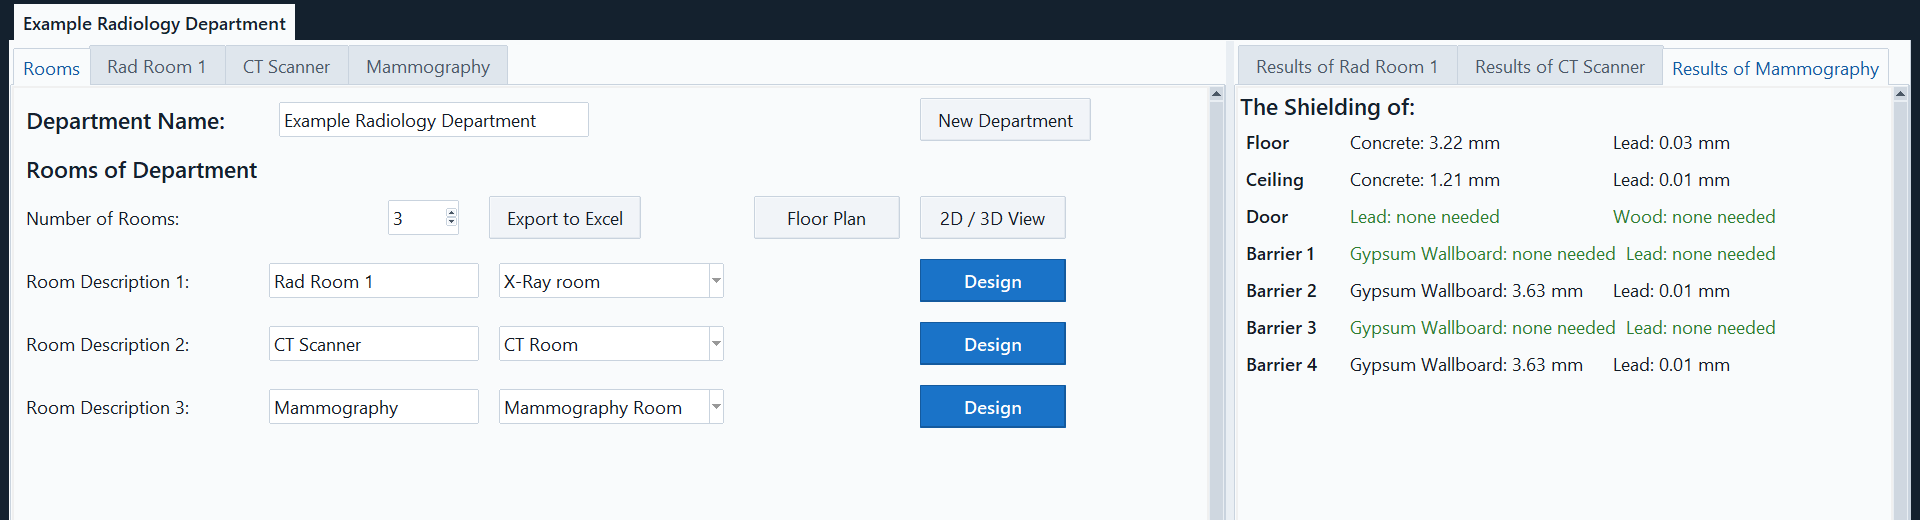 Example Radiology Department
Rooms
Rad Room 1
CT Scanner
Mammography
Department Name:
Example Radiology Department
New Department
Rooms of Department
Number of Rooms:
3
Export to Excel
Floor Plan
2D / 3D View
Room Description 1:
Rad Room 1
X-Ray room
Design
Room Description 2:
CT Scanner
CT Room
Design
Room Description 3:
Mammography
Mammography Room
Design
Results of Rad Room 1
Results of CT Scanner
Results of Mammography
The Shielding of:
Floor Concrete: 3.22 mm Lead: 0.03 mm
Ceiling Concrete: 1.21 mm Lead: 0.01 mm
Door Lead: none needed Wood: none needed
Barrier 1 Gypsum Wallboard: none needed Lead: none needed
Barrier 2 Gypsum Wallboard: 3.63 mm Lead: 0.01 mm
Barrier 3 Gypsum Wallboard: none needed Lead: none needed
Barrier 4 Gypsum Wallboard: 3.63 mm Lead: 0.01 mm